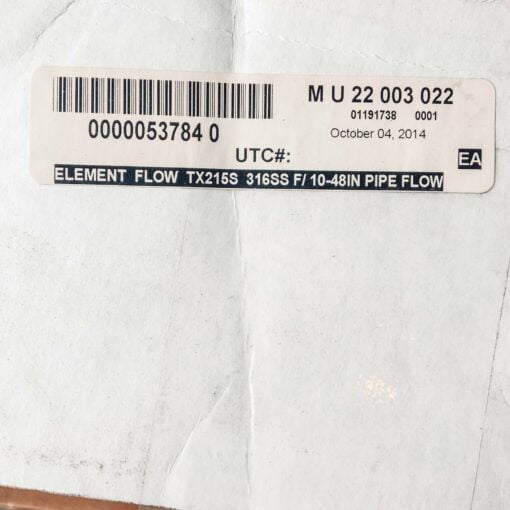 M U 22 003 022
01191738 0001
0000053784 0
October 04, 2014
UTC#:
EA
ELEMENT FLOW TX215S 316SS F/ 10-48IN PIPE FLOW